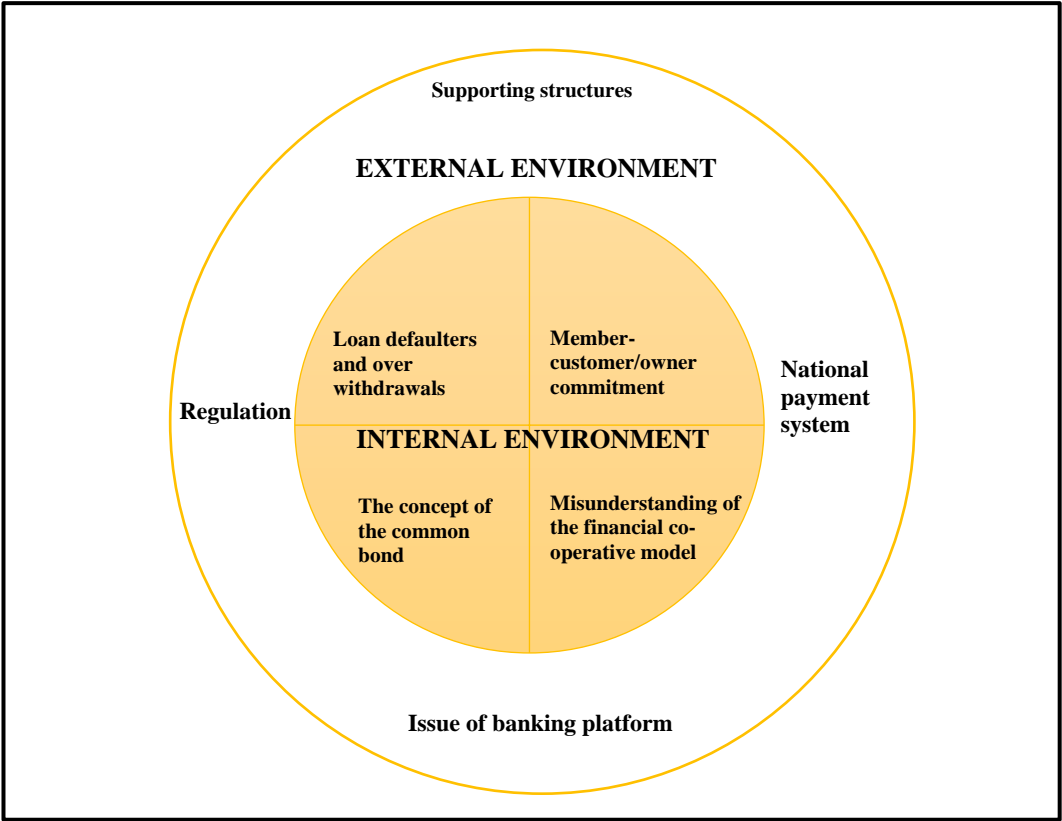 Supporting structures
EXTERNAL ENVIRONMENT
Loan defaulters
and over
withdrawals
Member-
customer/owner
commitment
Regulation
National
payment
system
INTERNAL ENVIRONMENT
The concept of
the common
bond
Misunderstanding of
the financial co-
operative model
Issue of banking platform